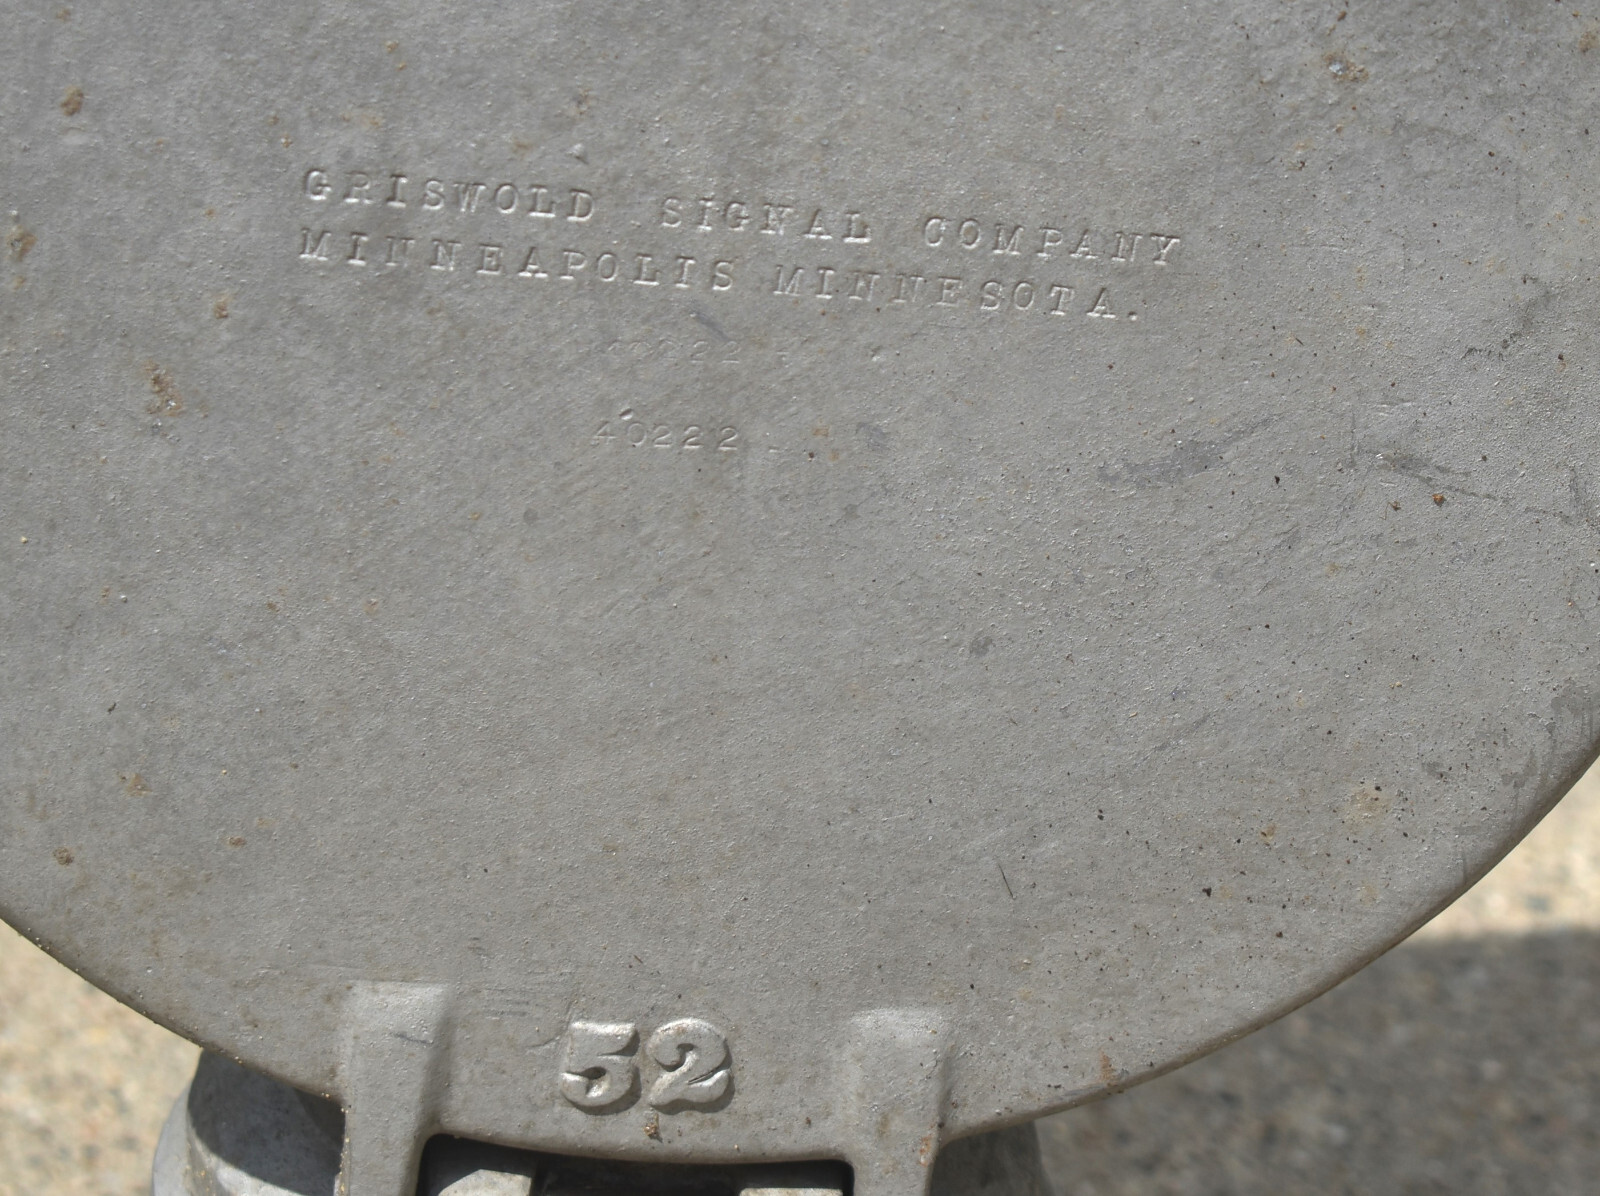 GRISWOLD SIGNAL COMPANY
MINNEAPOLIS MINNESOTA.
40222
52